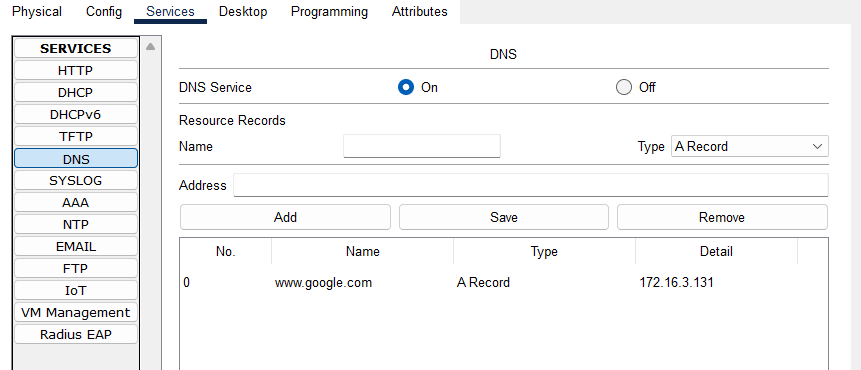 Physical Config Services Desktop Programming Attributes
SERVICES
HTTP
DHCP
DHCPv6
TFTP
DNS
SYSLOG
AAA
NTP
EMAIL
FTP
IoT
VM Management
Radius EAP
DNS
DNS Service On Off
Resource Records
Name Type A Record
Address
Add Save Remove
No. Name Type Detail
0 www.google.com A Record 172.16.3.131